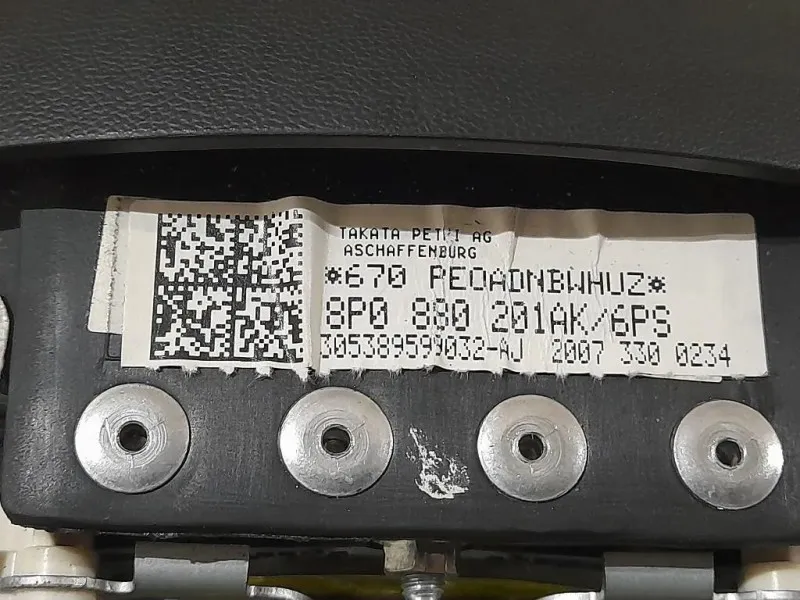 TAKATA PETRI AG
ASCHAFFENBURG
*670 PEOADNBWHUZ*
8P0 880 201AK/6PS
305389599032-AJ 2007 330 0234